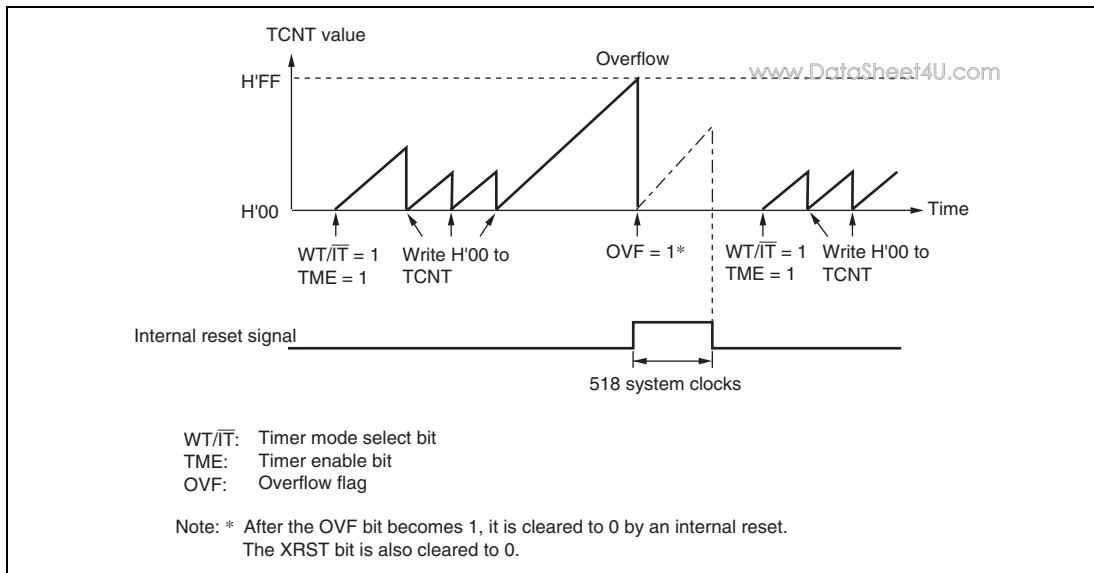 TCNT value
Overflow
www.DataSheet4U.com
H'FF
H'00
Time
WT/IT = 1
TME = 1
Write H'00 to
TCNT
OVF = 1*
WT/IT = 1
TME = 1
Write H'00 to
TCNT
Internal reset signal
518 system clocks
WT/IT: Timer mode select bit
TME: Timer enable bit
OVF: Overflow flag
Note: * After the OVF bit becomes 1, it is cleared to 0 by an internal reset.
The XRST bit is also cleared to 0.